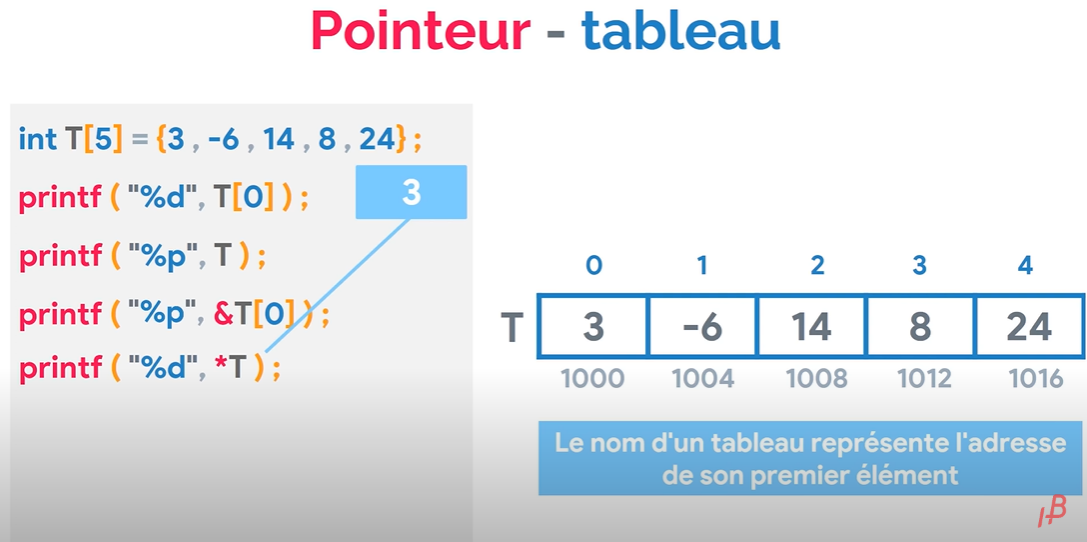 Pointeur - tableau
int T[5] = {3 , -6 , 14 , 8 , 24} ;
printf ( "%d", T[0] ) ;
3
printf ( "%p", T ) ;
printf ( "%p", &T[0] ) ;
printf ( "%d", *T ) ;
0 1 2 3 4
T 3 -6 14 8 24
1000 1004 1008 1012 1016
Le nom d'un tableau représente l'adresse
de son premier élément
HB